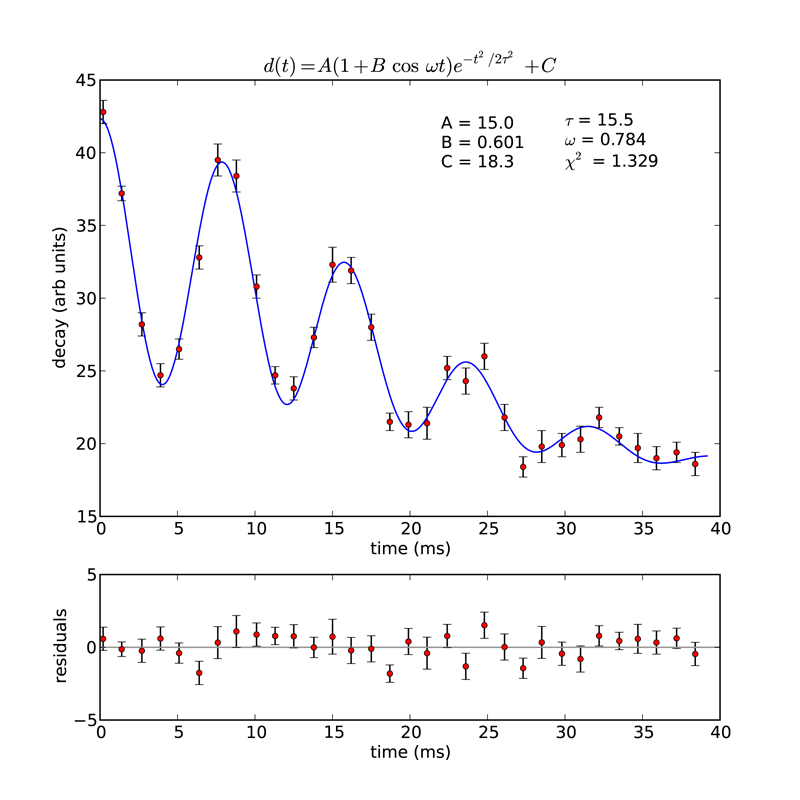 d(t) = A(1+B cos ωt)e^{−t²/2τ²} + C
45
40
35
30
25
20
15
decay (arb units)
A = 15.0
B = 0.601
C = 18.3
τ = 15.5
ω = 0.784
χ² = 1.329
0 5 10 15 20 25 30 35 40
time (ms)
5
0
−5
residuals
0 5 10 15 20 25 30 35 40
time (ms)